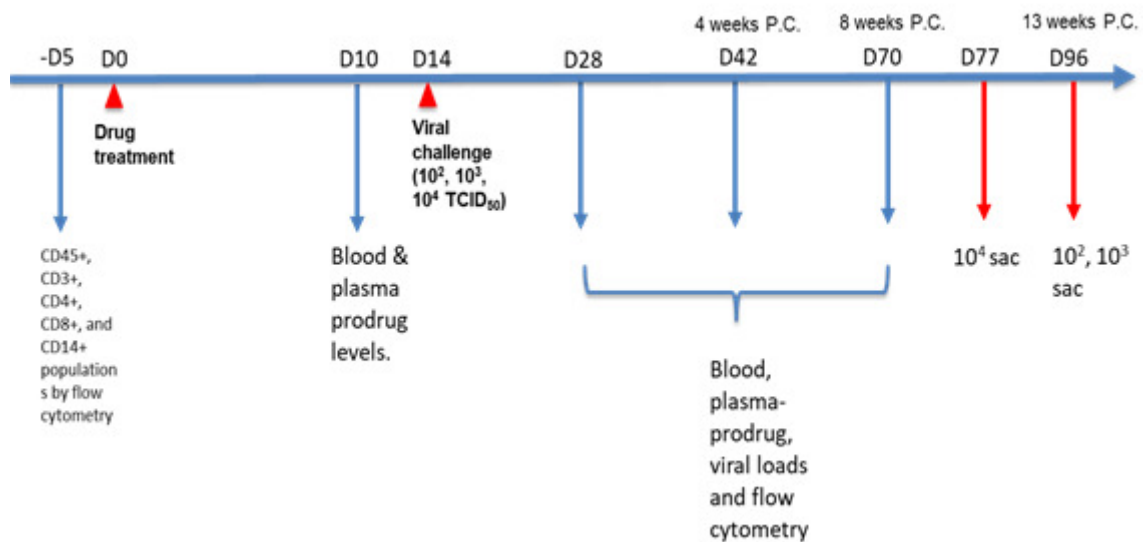 4 weeks P.C.
8 weeks P.C.
13 weeks P.C.
-D5
D0
D10
D14
D28
D42
D70
D77
D96
Drug
treatment
Viral
challenge
(10², 10³,
10⁴ TCID₅₀)
CD45+,
CD3+,
CD4+,
CD8+, and
CD14+
population
s by flow
cytometry
Blood &
plasma
prodrug
levels.
10⁴ sac
10², 10³
sac
Blood,
plasma-
prodrug,
viral loads
and flow
cytometry